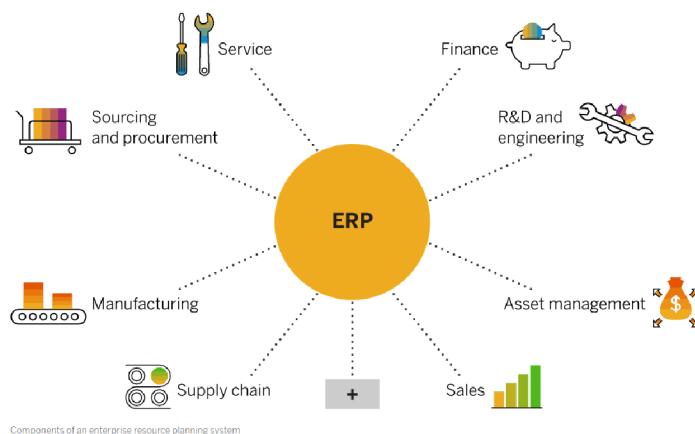 Service
Finance
Sourcing
and procurement
R&D and
engineering
ERP
Manufacturing
Asset management
$
Supply chain
+
Sales
Components of an enterprise resource planning system